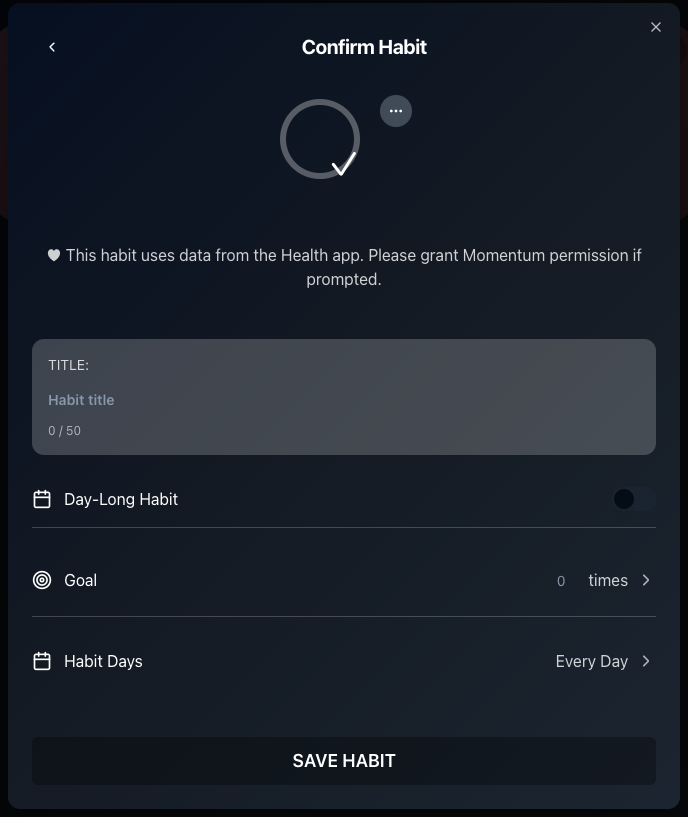 Confirm Habit
This habit uses data from the Health app. Please grant Momentum permission if
prompted.
TITLE:
Habit title
0 / 50
Day-Long Habit
Goal 0 times
Habit Days Every Day
SAVE HABIT